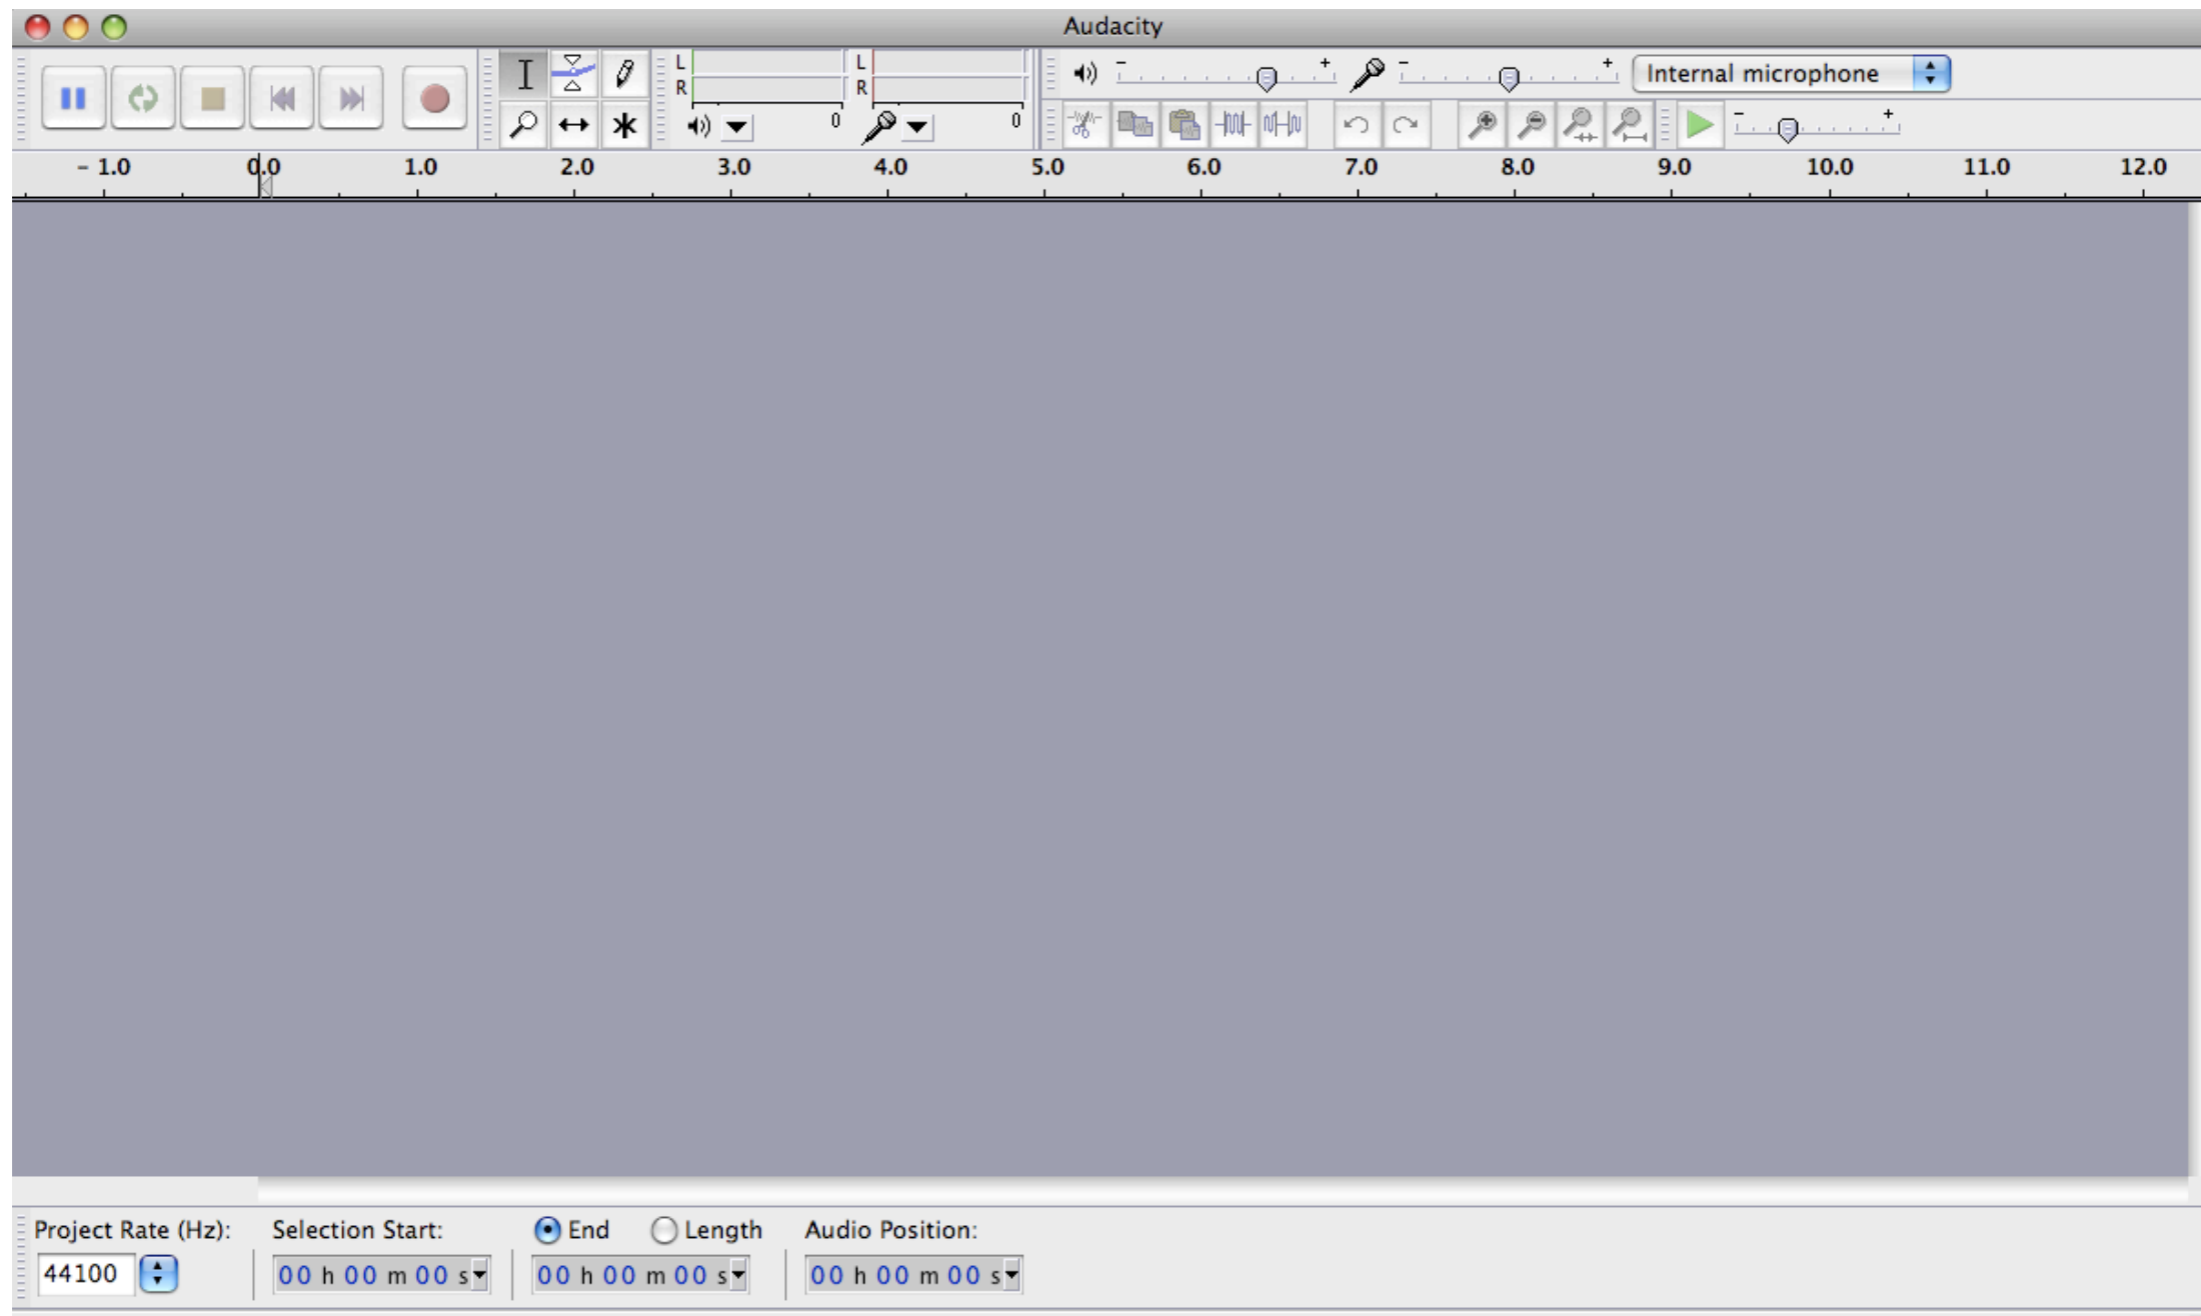 Audacity
L
R
L
R
- + - + Internal microphone
0 0
- +
- 1.0 0.0 1.0 2.0 3.0 4.0 5.0 6.0 7.0 8.0 9.0 10.0 11.0 12.0
Project Rate (Hz): Selection Start: End Length Audio Position:
44100 00 h 00 m 00 s 00 h 00 m 00 s 00 h 00 m 00 s